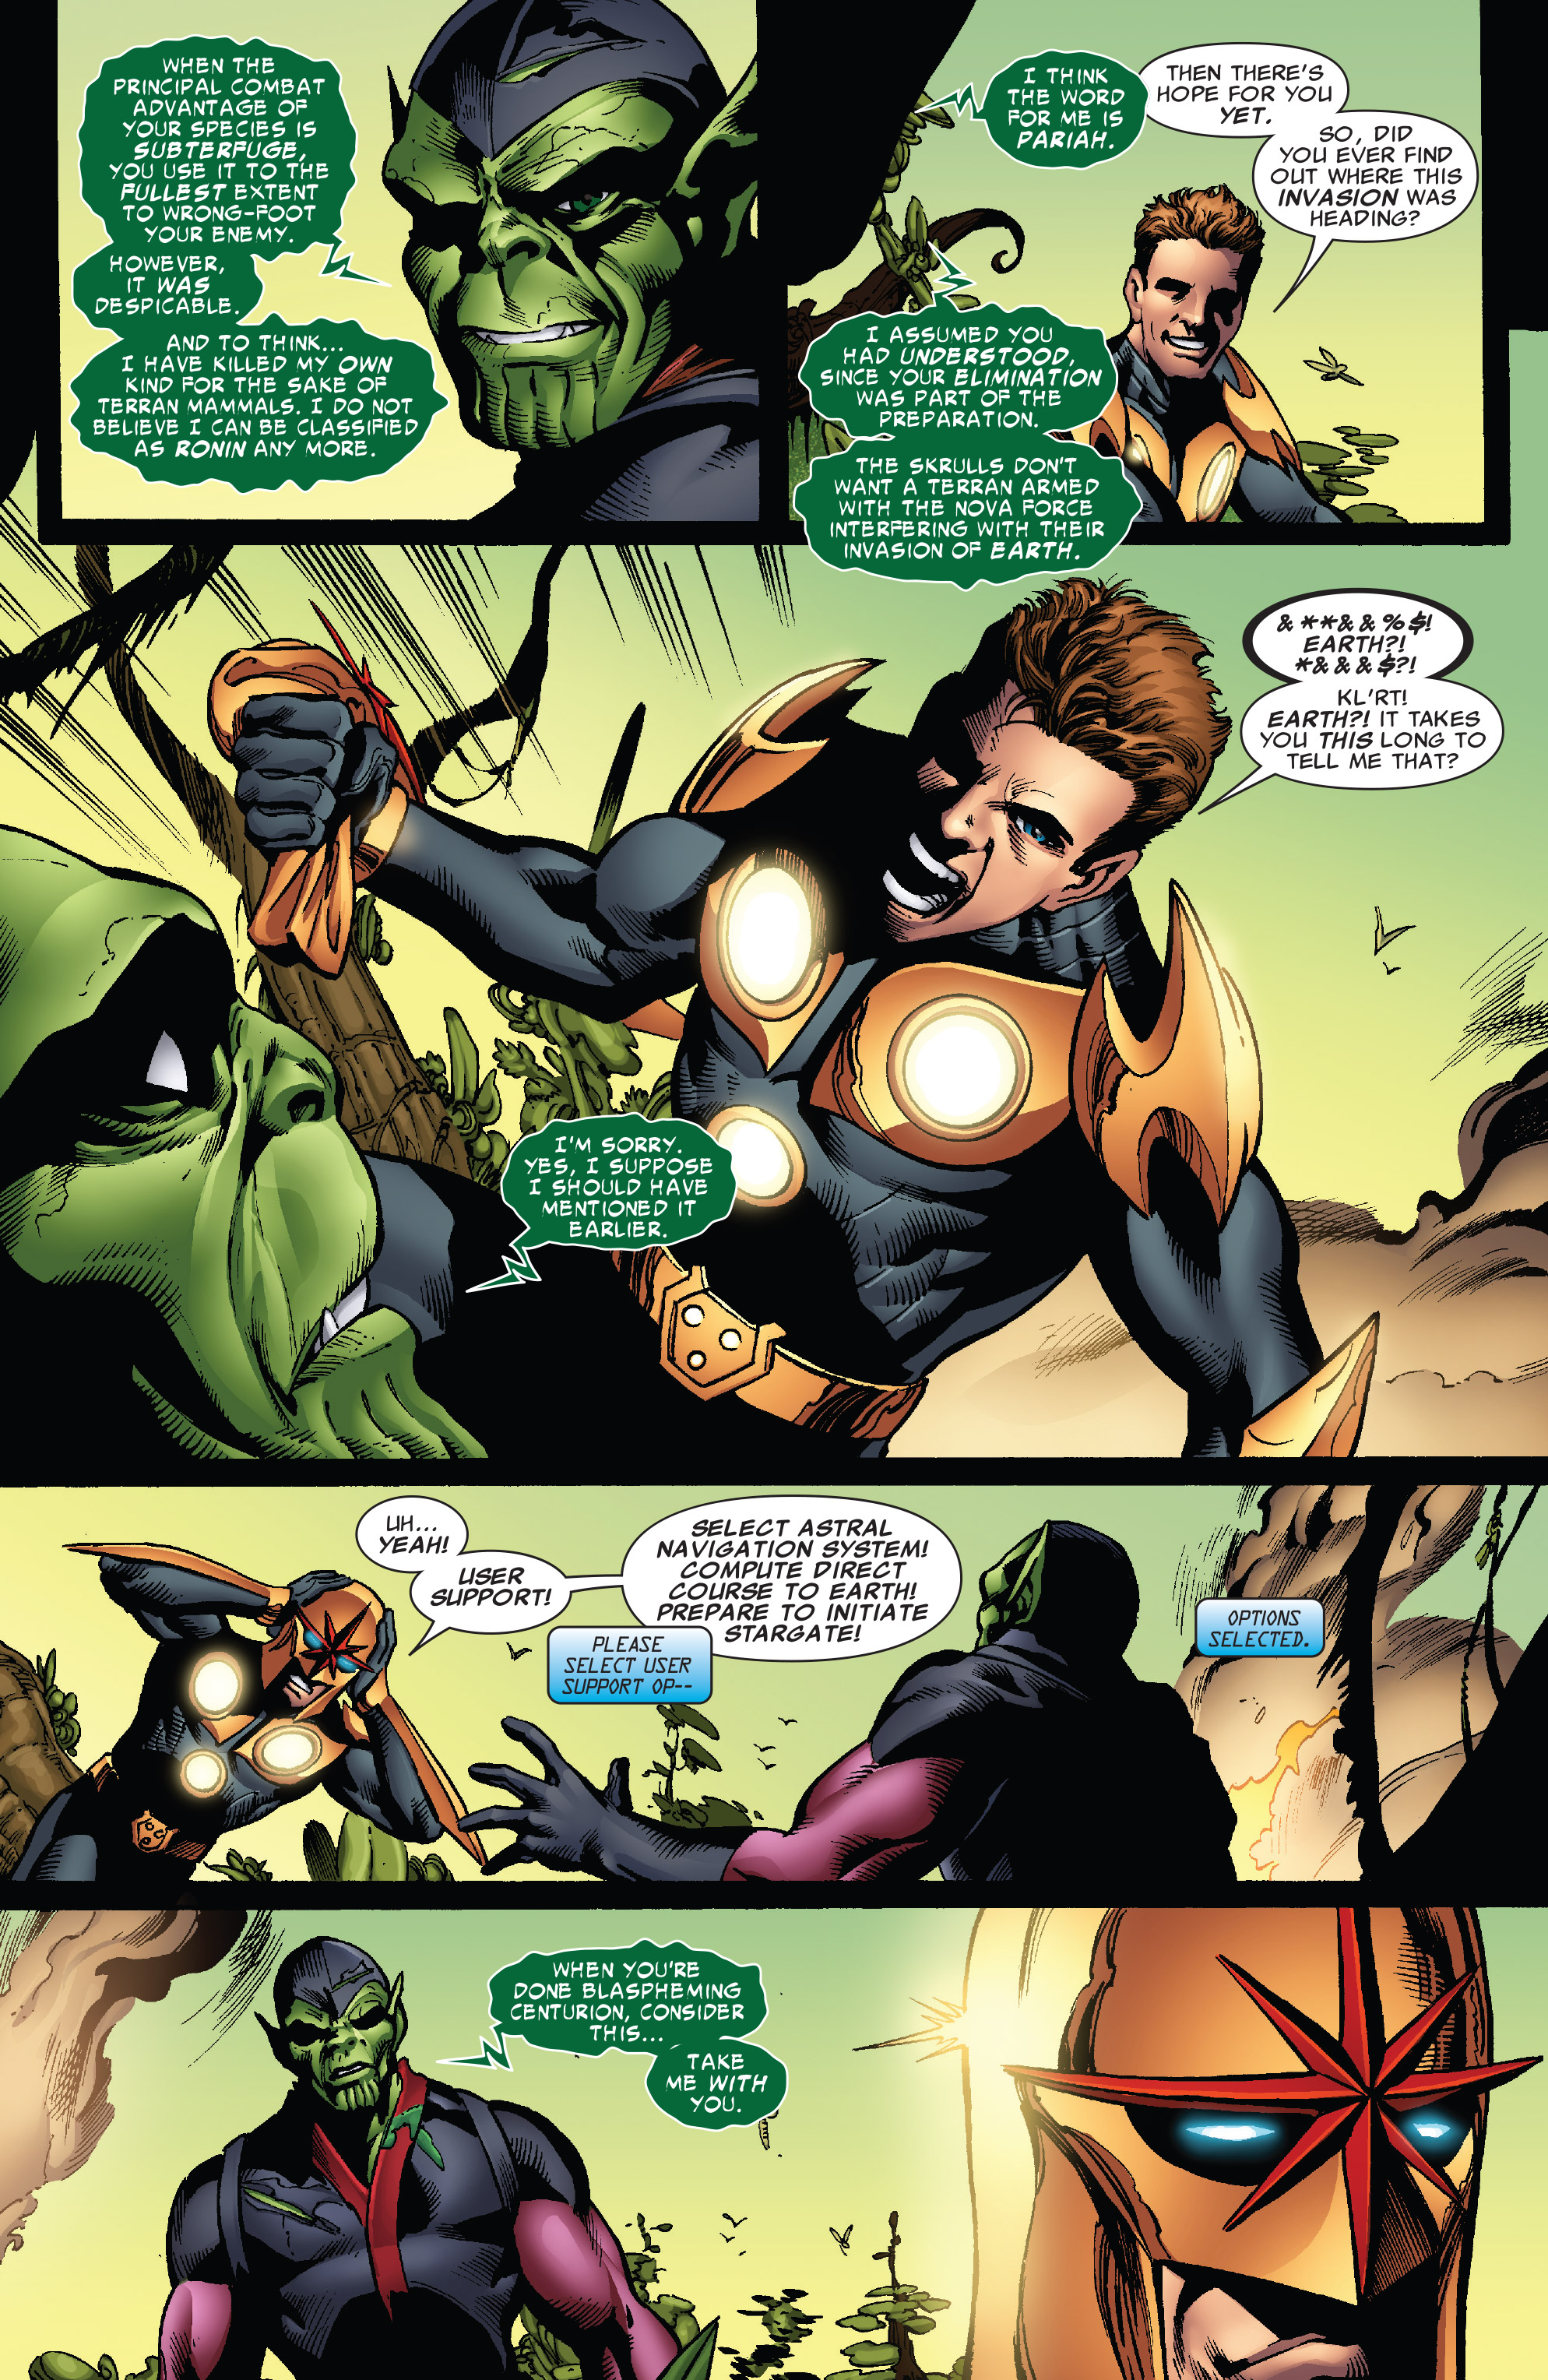 WHEN THE
PRINCIPAL COMBAT
ADVANTAGE OF
YOUR SPECIES IS
SUBTERFUGE,
YOU USE IT TO THE
FULLEST EXTENT
TO WRONG-FOOT
YOUR ENEMY.
HOWEVER,
IT WAS
DESPICABLE.
AND TO THINK...
I HAVE KILLED MY OWN
KIND FOR THE SAKE OF
TERRAN MAMMALS. I DO NOT
BELIEVE I CAN BE CLASSIFIED
AS RONIN ANY MORE.
I THINK
THE WORD
FOR ME IS
PARIAH.
THEN THERE'S
HOPE FOR YOU
YET.
SO, DID
YOU EVER FIND
OUT WHERE THIS
INVASION WAS
HEADING?
I ASSUMED YOU
HAD UNDERSTOOD,
SINCE YOUR ELIMINATION
WAS PART OF THE
PREPARATION.
THE SKRULLS DON'T
WANT A TERRAN ARMED
WITH THE NOVA FORCE
INTERFERING WITH THEIR
INVASION OF EARTH.
&**&&%$!
EARTH?!
*&&&$?!
KL'RT!
EARTH?! IT TAKES
YOU THIS LONG TO
TELL ME THAT?
I'M SORRY.
YES, I SUPPOSE
I SHOULD HAVE
MENTIONED IT
EARLIER.
UH...
YEAH!
USER
SUPPORT!
PLEASE
SELECT USER
SUPPORT OP--
SELECT ASTRAL
NAVIGATION SYSTEM!
COMPUTE DIRECT
COURSE TO EARTH!
PREPARE TO INITIATE
STARGATE!
OPTIONS
SELECTED.
WHEN YOU'RE
DONE BLASPHEMING
CENTURION, CONSIDER
THIS...
TAKE
ME WITH
YOU.